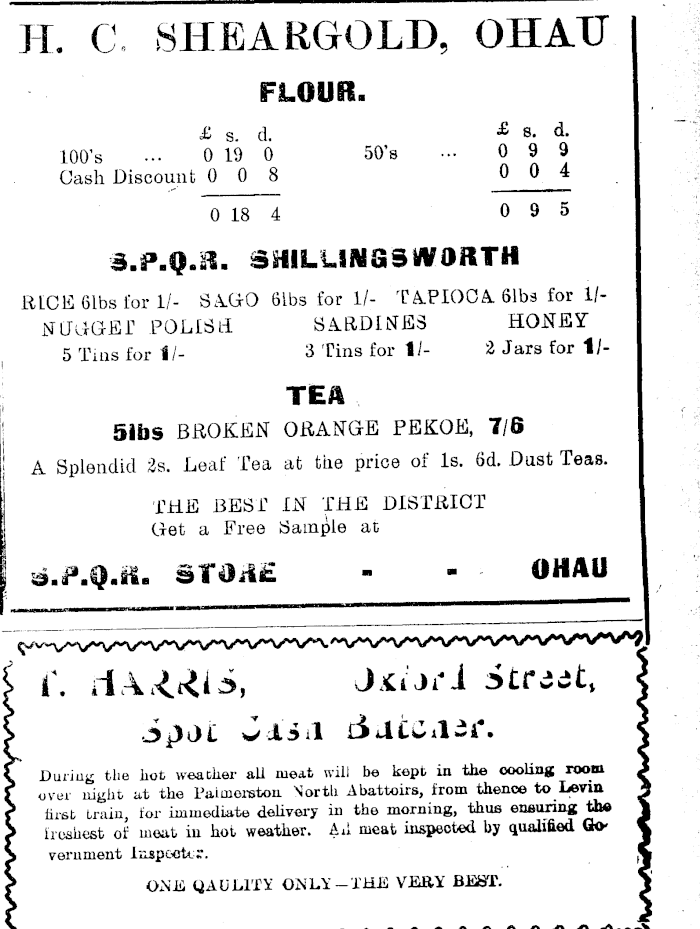 H. C. SHEARGOLD, OHAU
FLOUR.
£ s. d. £ s. d.
100's ... 0 19 0 50's ... 0 9 9
Cash Discount 0 0 8 0 0 4
0 18 4 0 9 5
S.P.Q.R. SHILLINGSWORTH
RICE 6lbs for 1/- SAGO 6lbs for 1/- TAPIOCA 6lbs for 1/-
NUGGET POLISH SARDINES HONEY
5 Tins for 1/- 3 Tins for 1/- 2 Jars for 1/-
TEA
5lbs BROKEN ORANGE PEKOE, 7/6
A Splendid 2s. Leaf Tea at the price of 1s. 6d. Dust Teas.
THE BEST IN THE DISTRICT
Get a Free Sample at
S.P.Q.R. STORE - - OHAU
T. HARRIS, Oxford Street,
Spot Cash Butcher.
During the hot weather all meat will be kept in the cooling room
over night at the Palmerston North Abattoirs, from thence to Levin
first train, for immediate delivery in the morning, thus ensuring the
freshest of meat in hot weather. All meat inspected by qualified Go-
vernment Inspector.
ONE QAULITY ONLY—THE VERY BEST.